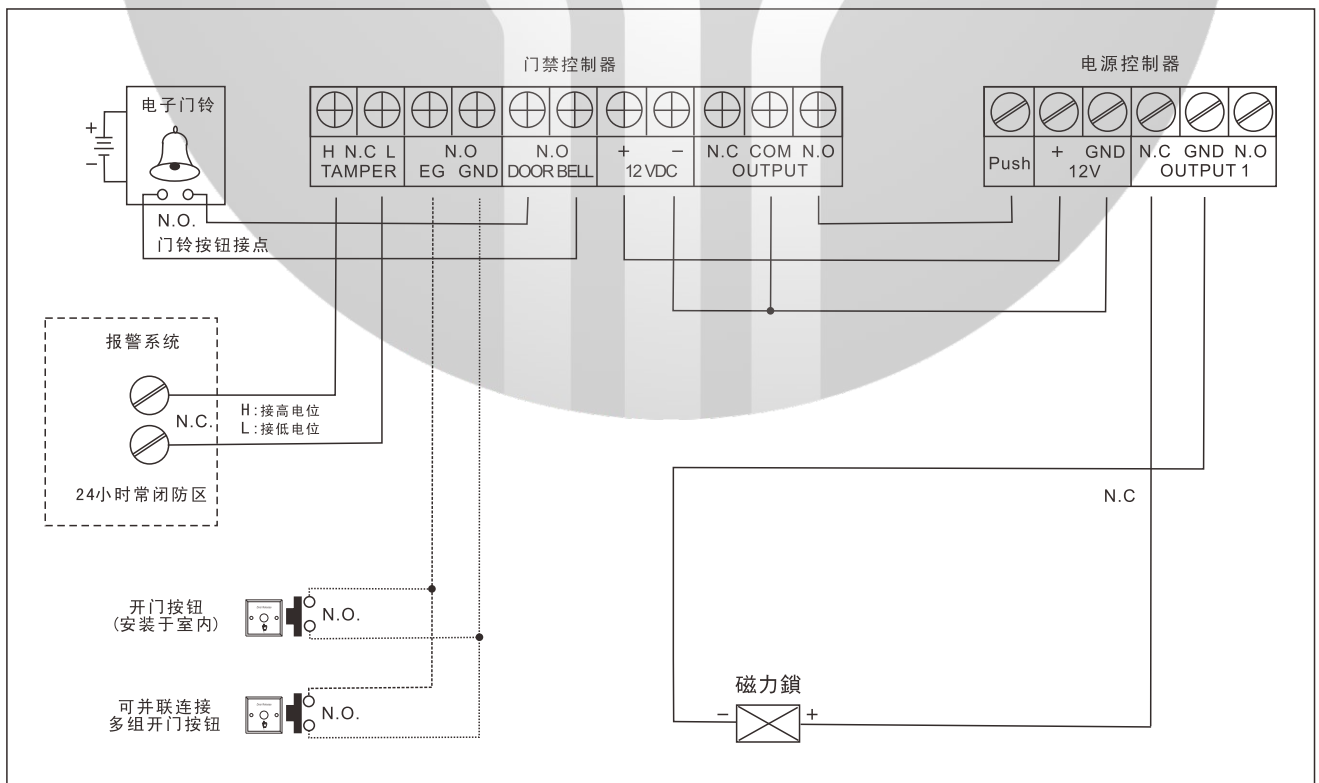 门禁控制器
电源控制器
电子门铃
+
−
H N.C L
TAMPER
N.O
EG GND
N.O
DOOR BELL
+ −
12 VDC
N.C COM N.O
OUTPUT
Push
+ GND
12V
N.C GND N.O
OUTPUT 1
N.O.
门铃按钮接点
报警系统
N.C.
H:接高电位
L:接低电位
24小时常闭防区
N.C
开门按钮
(安装于室内)
N.O.
磁力鎖
− +
可并联连接
多组开门按钮
N.O.